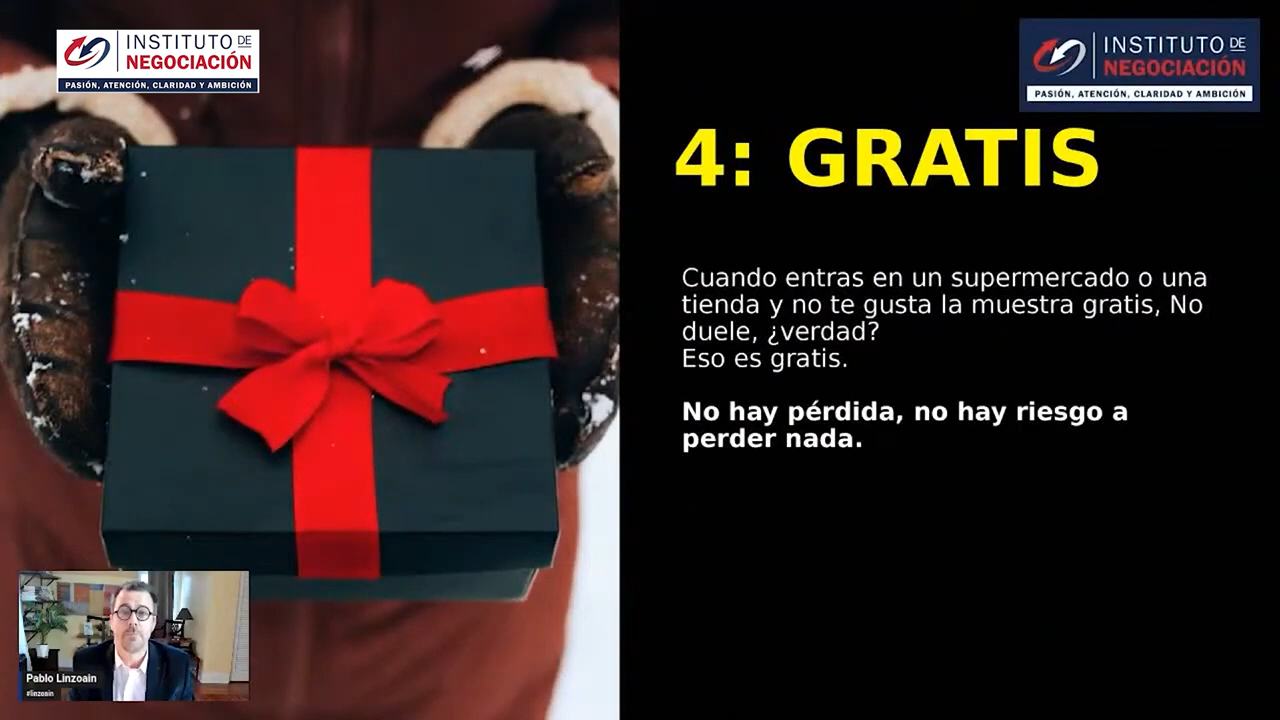 INSTITUTO DE
NEGOCIACIÓN
PASIÓN, ATENCIÓN, CLARIDAD Y AMBICIÓN
INSTITUTO DE
NEGOCIACIÓN
PASIÓN, ATENCIÓN, CLARIDAD Y AMBICIÓN
4: GRATIS
Cuando entras en un supermercado o una
tienda y no te gusta la muestra gratis, No
duele, ¿verdad?
Eso es gratis.
No hay pérdida, no hay riesgo a
perder nada.
Pablo Linzoain
#linzoain